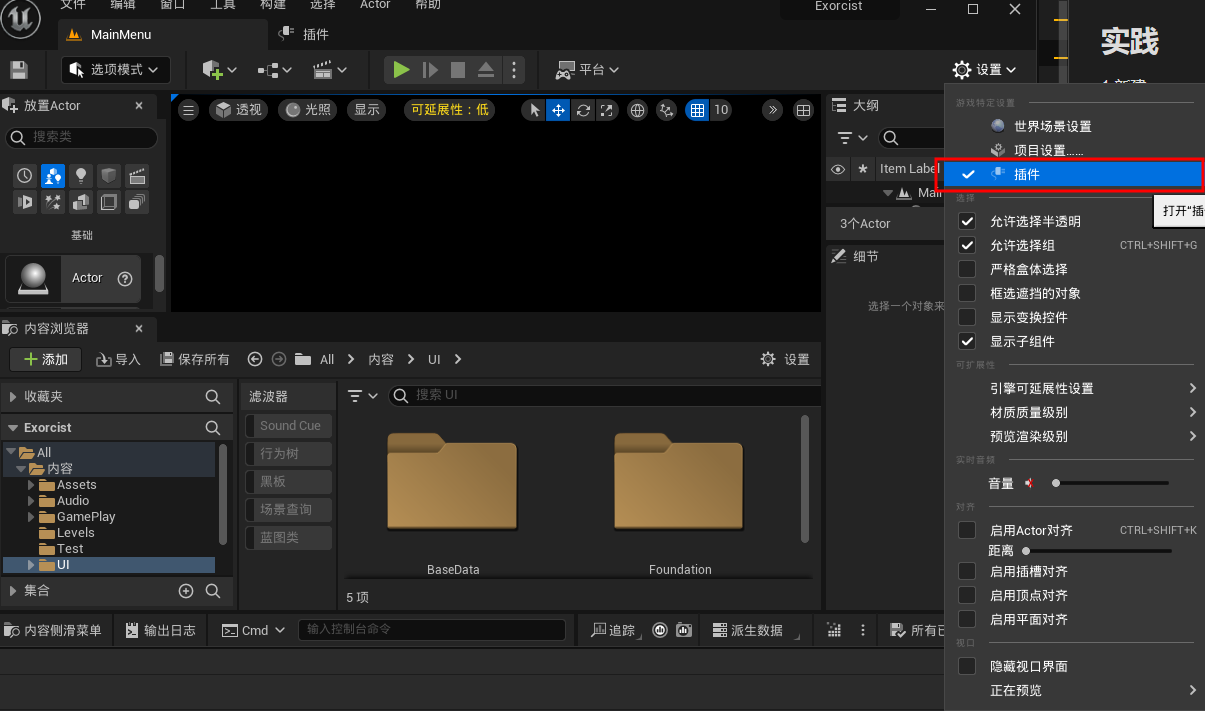 文件 编辑 窗口 工具 构建 选择 Actor 帮助
Exorcist
MainMenu
插件
实践
选项模式
平台
设置
放置Actor
搜索类
基础
Actor
透视
光照
显示
可延展性：低
10
大纲
Item Label
3个Actor
细节
选择一个对象来
游戏特定设置
世界场景设置
项目设置……
插件
选择
允许选择半透明
允许选择组 CTRL+SHIFT+G
严格盒体选择
框选遮挡的对象
显示变换控件
显示子组件
可扩展性
引擎可延展性设置
材质质量级别
预览渲染级别
实时音频
音量
对齐
启用Actor对齐 CTRL+SHIFT+K
距离
启用插槽对齐
启用顶点对齐
启用平面对齐
视口
隐藏视口界面
正在预览
内容浏览器
添加
导入
保存所有
All
内容
UI
设置
收藏夹
Exorcist
All
内容
Assets
Audio
GamePlay
Levels
Test
UI
集合
滤波器
Sound Cue
行为树
黑板
场景查询
蓝图类
搜索 UI
BaseData
Foundation
5 项
内容侧滑菜单
输出日志
Cmd
输入控制台命令
追踪
派生数据